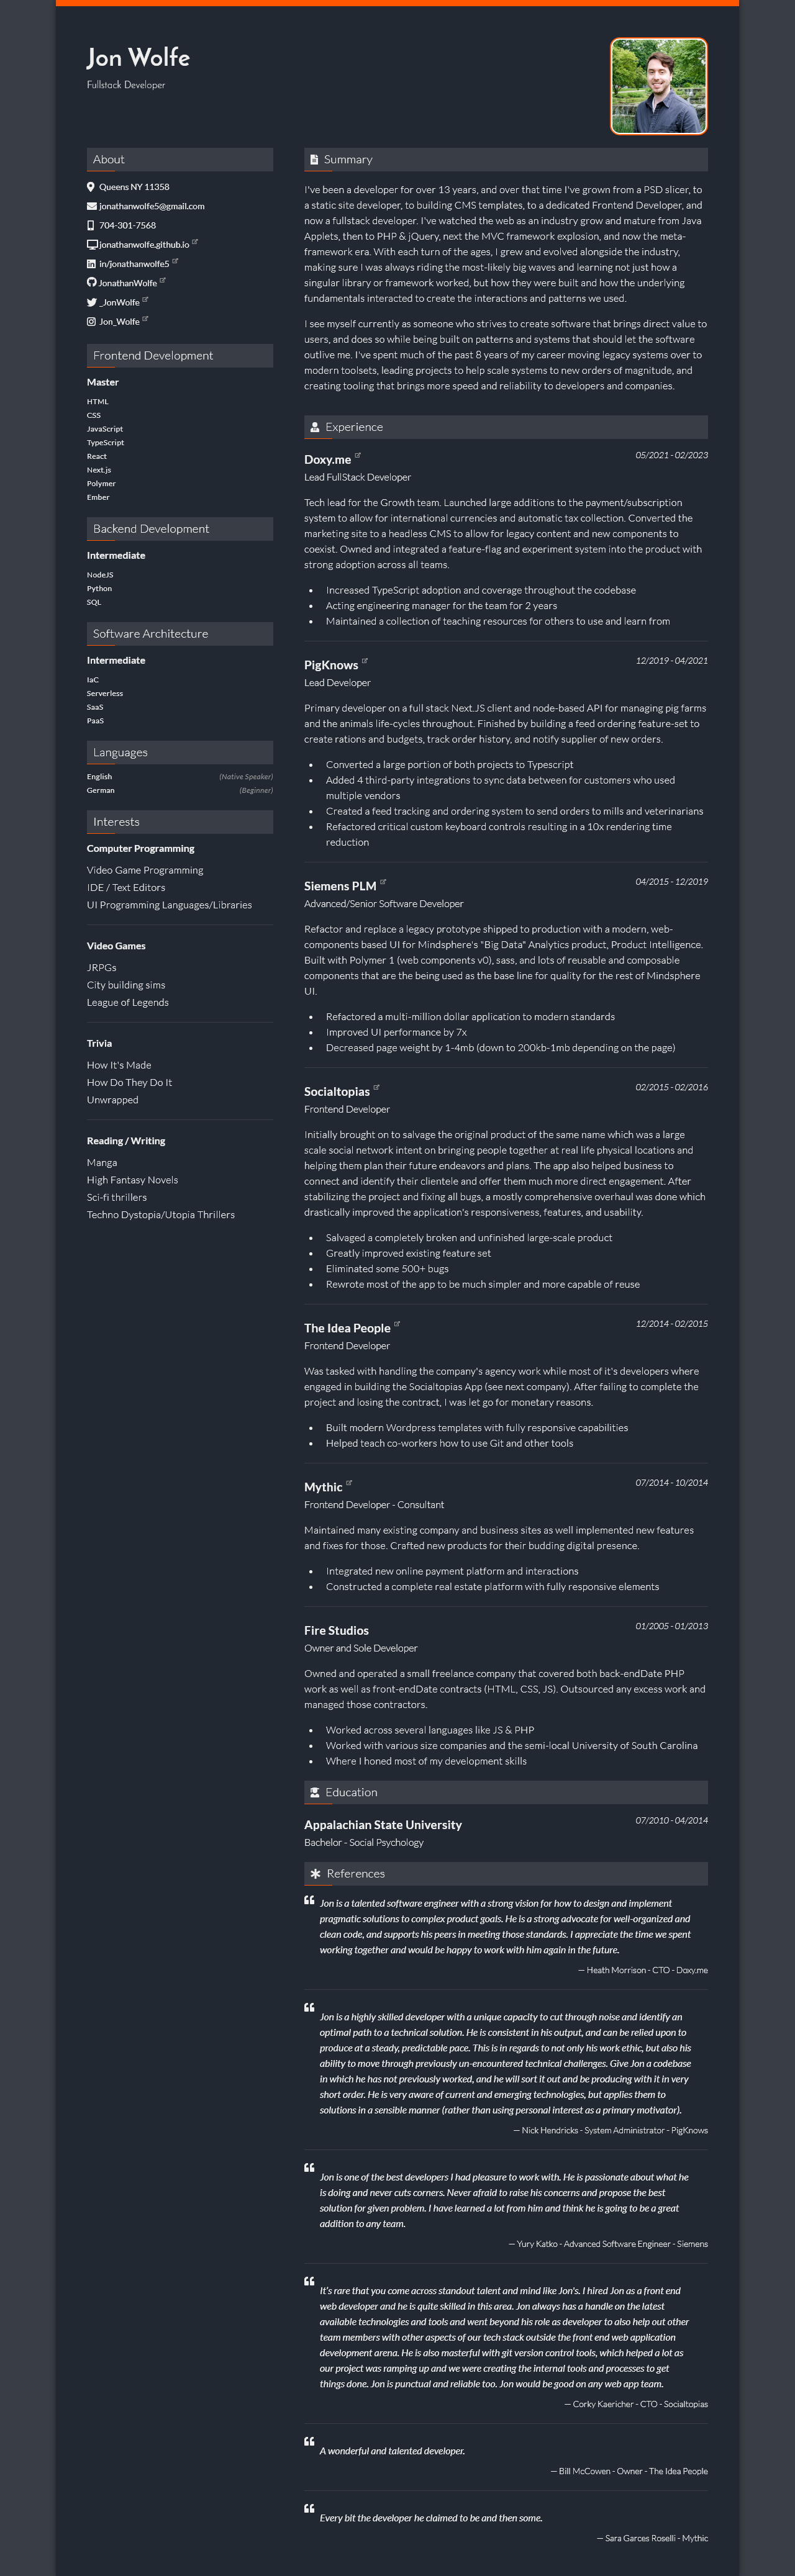 Jon Wolfe
Fullstack Developer
About
Queens NY 11358
jonathanwolfe5@gmail.com
704-301-7568
jonathanwolfe.github.io
in/jonathanwolfe5
JonathanWolfe
_JonWolfe
Jon_Wolfe
Frontend Development
Master
HTML
CSS
JavaScript
TypeScript
React
Next.js
Polymer
Ember
Backend Development
Intermediate
NodeJS
Python
SQL
Software Architecture
Intermediate
IaC
Serverless
SaaS
PaaS
Languages
English (Native Speaker)
German (Beginner)
Interests
Computer Programming
Video Game Programming
IDE / Text Editors
UI Programming Languages/Libraries
Video Games
JRPGs
City building sims
League of Legends
Trivia
How It's Made
How Do They Do It
Unwrapped
Reading / Writing
Manga
High Fantasy Novels
Sci-fi thrillers
Techno Dystopia/Utopia Thrillers
Summary
I've been a developer for over 13 years, and over that time I've grown from a PSD slicer, to
a static site developer, to building CMS templates, to a dedicated Frontend Developer, and
now a fullstack developer. I've watched the web as an industry grow and mature from Java
Applets, then to PHP & jQuery, next the MVC framework explosion, and now the meta-
framework era. With each turn of the ages, I grew and evolved alongside the industry,
making sure I was always riding the most-likely big waves and learning not just how a
library or framework worked, but how they were built and how the underlying
fundamentals interacted to create the interactions and patterns we used.
I see myself currently as someone who strives to create software that brings direct value to
users, and does so while being built on patterns and systems that should let the software
outlive me. I've spent much of the past 8 years of my career moving legacy systems over to
modern toolsets, leading projects to help scale systems to new orders of magnitude, and
creating tooling that brings more speed and reliability to developers and companies.
Experience
Doxy.me 05/2021 - 02/2023
Lead FullStack Developer
Tech lead for the Growth team. Launched large additions to the payment/subscription
system to allow for international currencies and automatic tax collection. Converted the
marketing site to a headless CMS to allow for legacy content and new components to
coexist. Owned and integrated a feature-flag and experiment system into the product with
strong adoption across all teams.
• Increased TypeScript adoption and coverage throughout the codebase
• Acting engineering manager for the team for 2 years
• Maintained a collection of teaching resources for others to use and learn from
PigKnows 12/2019 - 04/2021
Lead Developer
Primary developer on a full stack Next.JS client and node-based API for managing pig farms
and the animals life-cycles throughout. Finished by building a feed ordering feature-set to
create rations and budgets, track order history, and notify supplier of new orders.
• Converted a large portion of both projects to Typescript
• Added 4 third-party integrations to sync data between for customers who used
multiple vendors
• Created a feed tracking and ordering system to send orders to mills and veterinarians
• Refactored critical custom keyboard controls resulting in a 10x rendering time
reduction
Siemens PLM 04/2015 - 12/2019
Advanced/Senior Software Developer
Refactor and replace a legacy prototype shipped to production with a modern, web-
components based UI for Mindsphere's "Big Data" Analytics product, Product Intelligence.
Built with Polymer 1 (web components v0), sass, and lots of reusable and composable
components that are the being used as the base line for quality for the rest of Mindsphere
UI.
• Refactored a multi-million dollar application to modern standards
• Improved UI performance by 7x
• Decreased page weight by 1-4mb (down to 200kb-1mb depending on the page)
Socialtopias 02/2015 - 02/2016
Frontend Developer
Initially brought on to salvage the original product of the same name which was a large
scale social network intent on bringing people together at real life physical locations and
helping them plan their future endeavors and plans. The app also helped business to
connect and identify their clientele and offer them much more direct engagement. After
stabilizing the project and fixing all bugs, a mostly comprehensive overhaul was done which
drastically improved the application's responsiveness, features, and usability.
• Salvaged a completely broken and unfinished large-scale product
• Greatly improved existing feature set
• Eliminated some 500+ bugs
• Rewrote most of the app to be much simpler and more capable of reuse
The Idea People 12/2014 - 02/2015
Frontend Developer
Was tasked with handling the company's agency work while most of it's developers where
engaged in building the Socialtopias App (see next company). After failing to complete the
project and losing the contract, I was let go for monetary reasons.
• Built modern Wordpress templates with fully responsive capabilities
• Helped teach co-workers how to use Git and other tools
Mythic 07/2014 - 10/2014
Frontend Developer - Consultant
Maintained many existing company and business sites as well implemented new features
and fixes for those. Crafted new products for their budding digital presence.
• Integrated new online payment platform and interactions
• Constructed a complete real estate platform with fully responsive elements
Fire Studios 01/2005 - 01/2013
Owner and Sole Developer
Owned and operated a small freelance company that covered both back-endDate PHP
work as well as front-endDate contracts (HTML, CSS, JS). Outsourced any excess work and
managed those contractors.
• Worked across several languages like JS & PHP
• Worked with various size companies and the semi-local University of South Carolina
• Where I honed most of my development skills
Education
Appalachian State University 07/2010 - 04/2014
Bachelor - Social Psychology
References
Jon is a talented software engineer with a strong vision for how to design and implement
pragmatic solutions to complex product goals. He is a strong advocate for well-organized and
clean code, and supports his peers in meeting those standards. I appreciate the time we spent
working together and would be happy to work with him again in the future.
— Heath Morrison - CTO - Doxy.me
Jon is a highly skilled developer with a unique capacity to cut through noise and identify an
optimal path to a technical solution. He is consistent in his output, and can be relied upon to
produce at a steady, predictable pace. This is in regards to not only his work ethic, but also his
ability to move through previously un-encountered technical challenges. Give Jon a codebase
in which he has not previously worked, and he will sort it out and be producing with it in very
short order. He is very aware of current and emerging technologies, but applies them to
solutions in a sensible manner (rather than using personal interest as a primary motivator).
— Nick Hendricks - System Administrator - PigKnows
Jon is one of the best developers I had pleasure to work with. He is passionate about what he
is doing and never cuts corners. Never afraid to raise his concerns and propose the best
solution for given problem. I have learned a lot from him and think he is going to be a great
addition to any team.
— Yury Katko - Advanced Software Engineer - Siemens
It's rare that you come across standout talent and mind like Jon's. I hired Jon as a front end
web developer and he is quite skilled in this area. Jon always has a handle on the latest
available technologies and tools and went beyond his role as developer to also help out other
team members with other aspects of our tech stack outside the front end web application
development arena. He is also masterful with git version control tools, which helped a lot as
our project was ramping up and we were creating the internal tools and processes to get
things done. Jon is punctual and reliable too. Jon would be good on any web app team.
— Corky Kaericher - CTO - Socialtopias
A wonderful and talented developer.
— Bill McCowen - Owner - The Idea People
Every bit the developer he claimed to be and then some.
— Sara Garces Roselli - Mythic